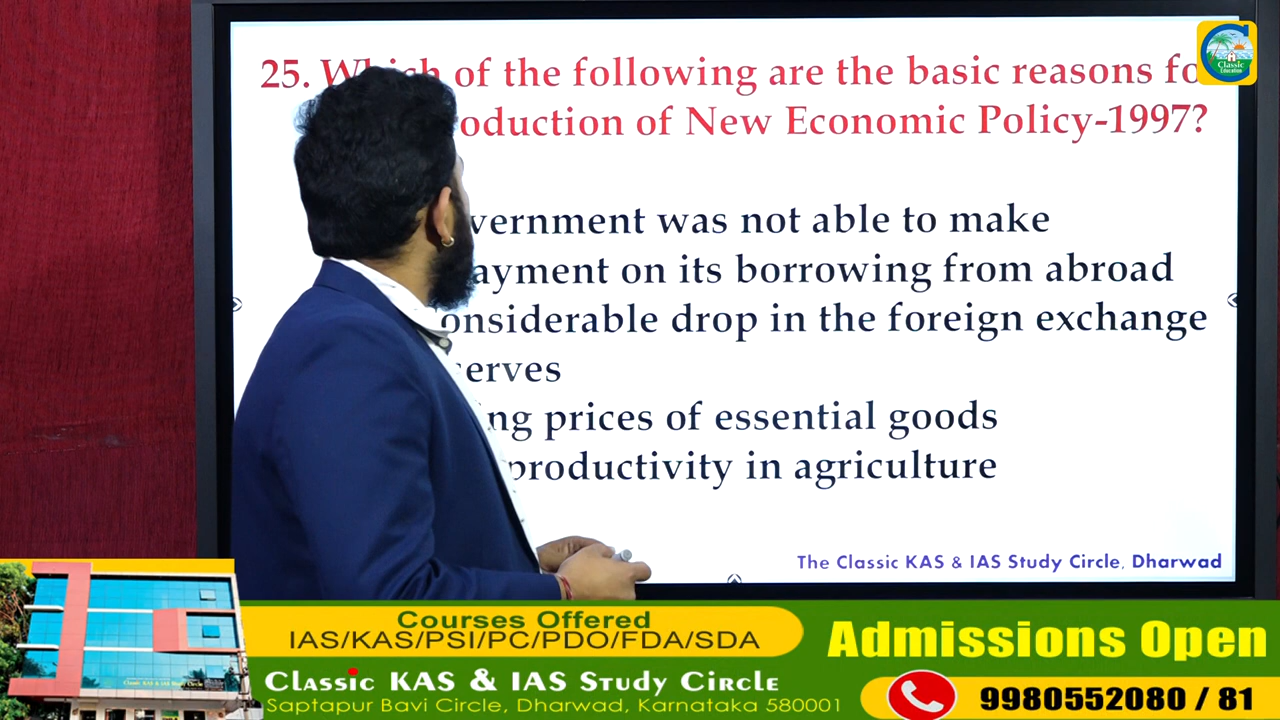 25. Which of the following are the basic reasons fo
oduction of New Economic Policy-1997?
vernment was not able to make
ayment on its borrowing from abroad
onsiderable drop in the foreign exchange
erves
ng prices of essential goods
productivity in agriculture
The Classic KAS & IAS Study Circle, Dharwad
Classic
Education
Courses Offered
IAS/KAS/PSI/PC/PDO/FDA/SDA
Classic KAS & IAS Study Circle
Saptapur Bavi Circle, Dharwad, Karnataka 580001
Admissions Open
9980552080 / 81